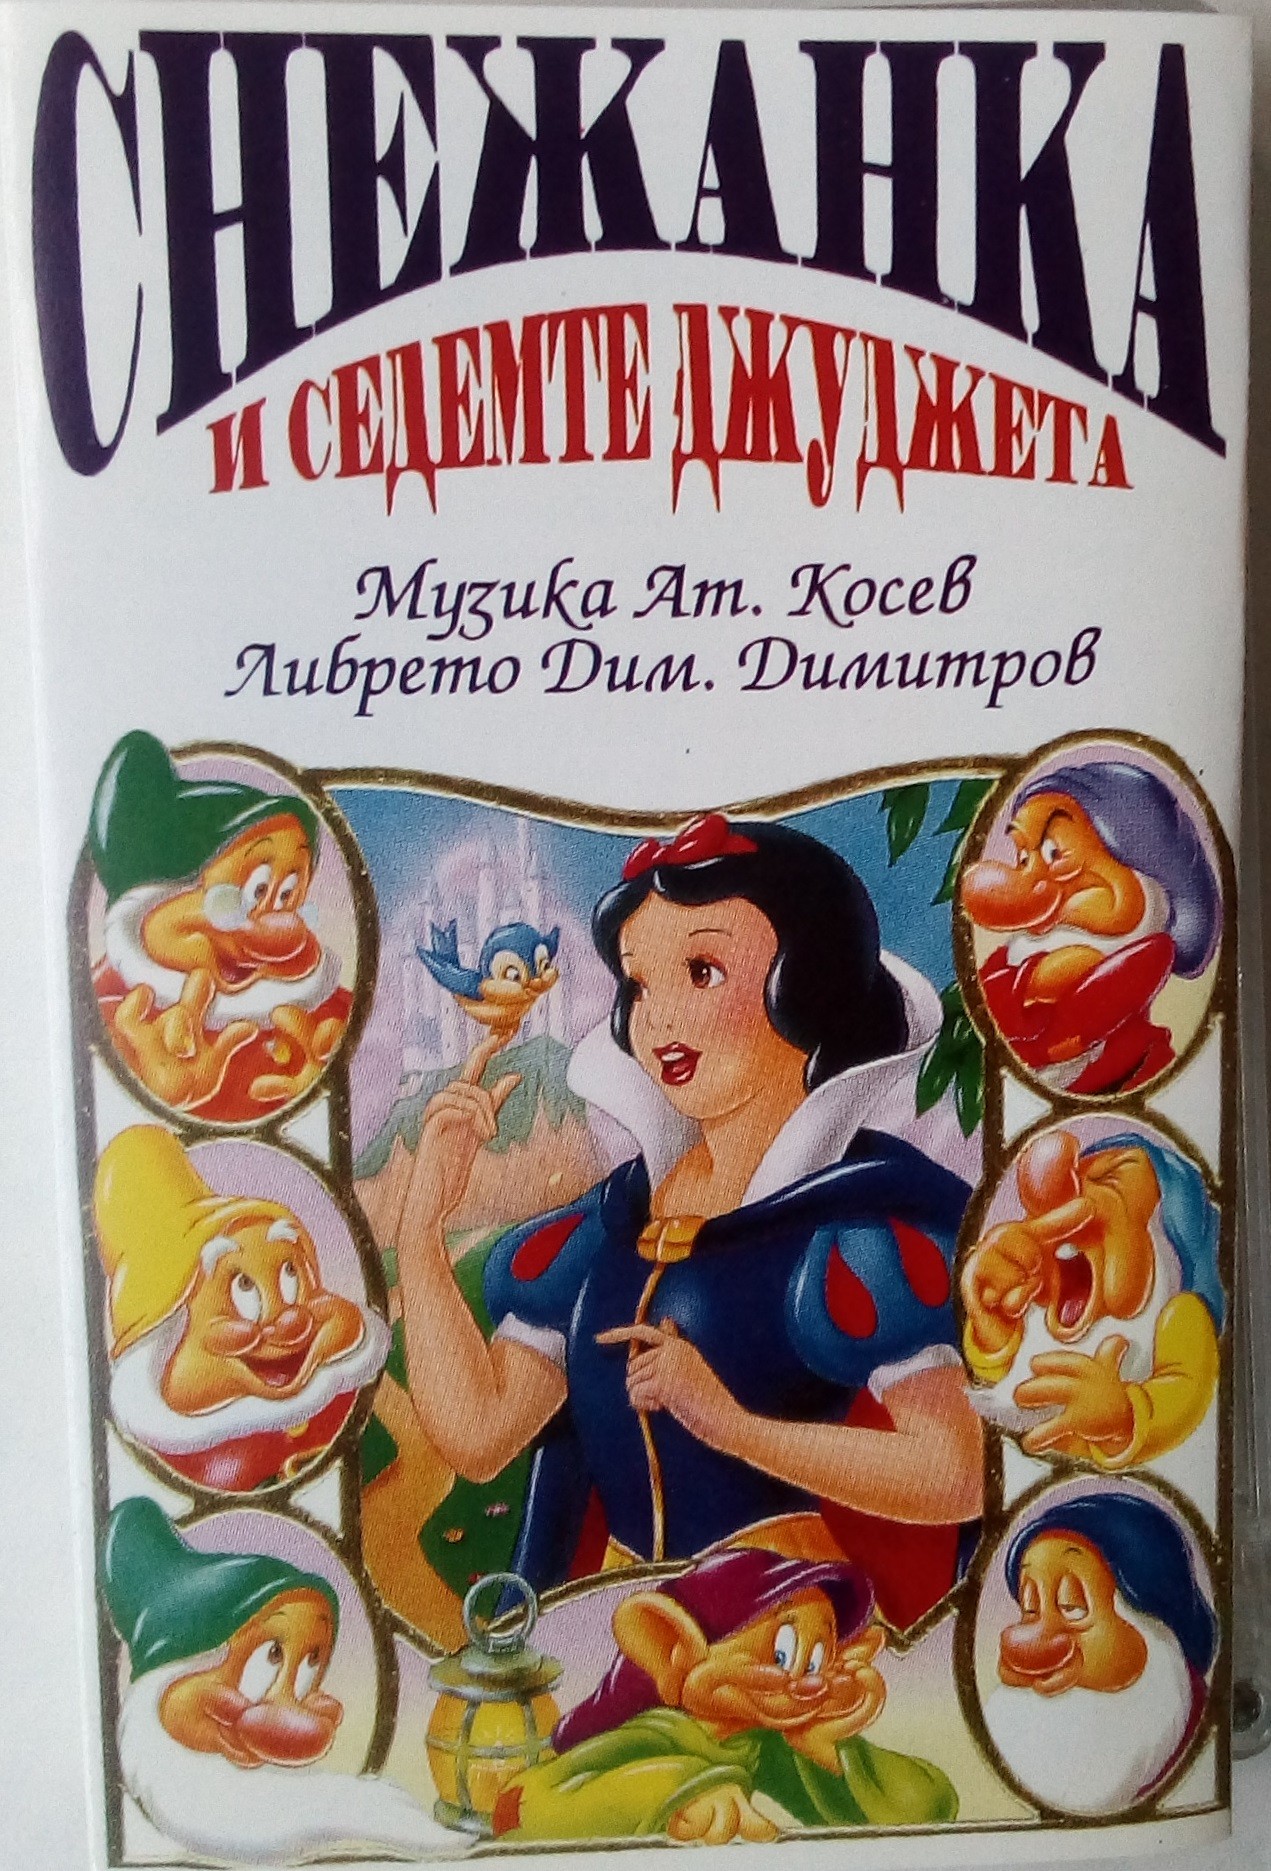 СНЕЖАНКА
И СЕДЕМТЕ ДЖУДЖЕТА
Музика Ат. Косев
Либрето Дим. Димитров